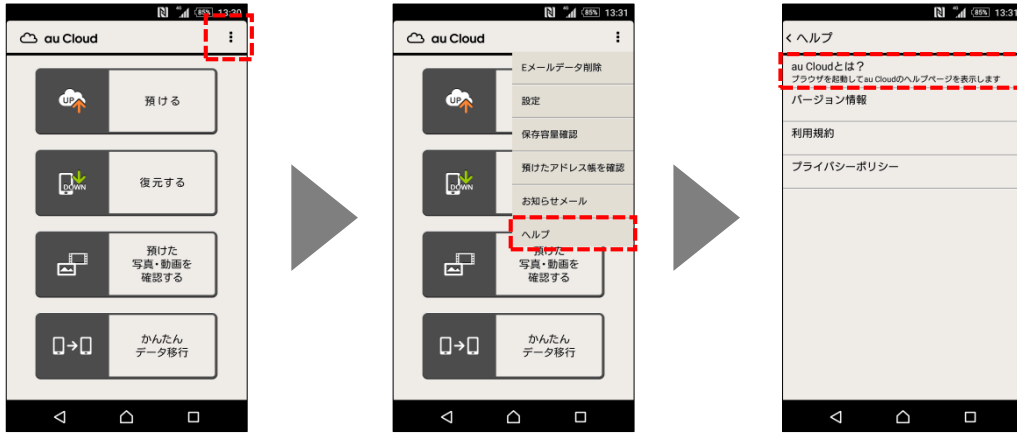 4G 85% 13:30
au Cloud
UP
預ける
DOWN
復元する
預けた
写真・動画を
確認する
かんたん
データ移行
4G 85% 13:31
au Cloud
Eメールデータ削除
設定
保存容量確認
預けたアドレス帳を確認
お知らせメール
ヘルプ
UP
DOWN
預けた
写真・動画を
確認する
かんたん
データ移行
4G 85% 13:31
ヘルプ
au Cloudとは？
ブラウザを起動してau Cloudのヘルプページを表示します
バージョン情報
利用規約
プライバシーポリシー